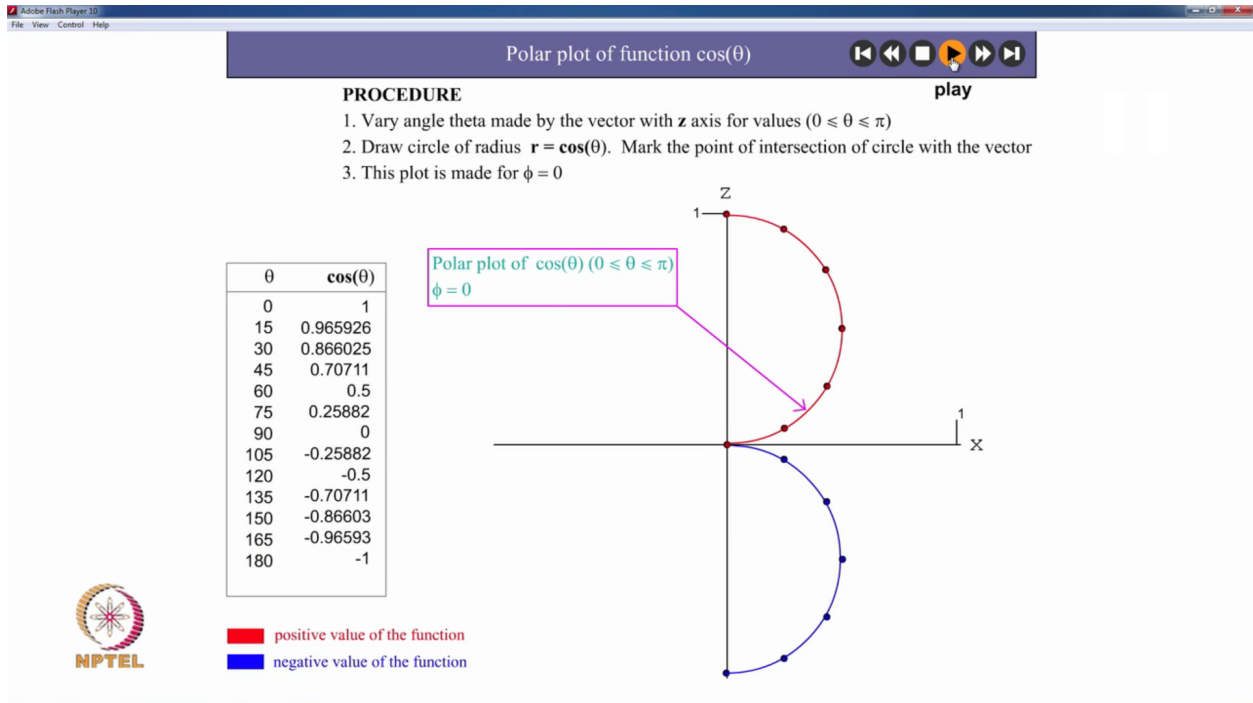 Adobe Flash Player 10
File View Control Help
Polar plot of function cos(θ)
play
PROCEDURE
1. Vary angle theta made by the vector with z axis for values (0 ⩽ θ ⩽ π)
2. Draw circle of radius r = cos(θ). Mark the point of intersection of circle with the vector
3. This plot is made for ϕ = 0
Z
1
Polar plot of cos(θ) (0 ⩽ θ ⩽ π)
ϕ = 0
θ cos(θ)
0 1
15 0.965926
30 0.866025
45 0.70711
60 0.5
75 0.25882
90 0
105 -0.25882
120 -0.5
135 -0.70711
150 -0.86603
165 -0.96593
180 -1
1
X
NPTEL
positive value of the function
negative value of the function